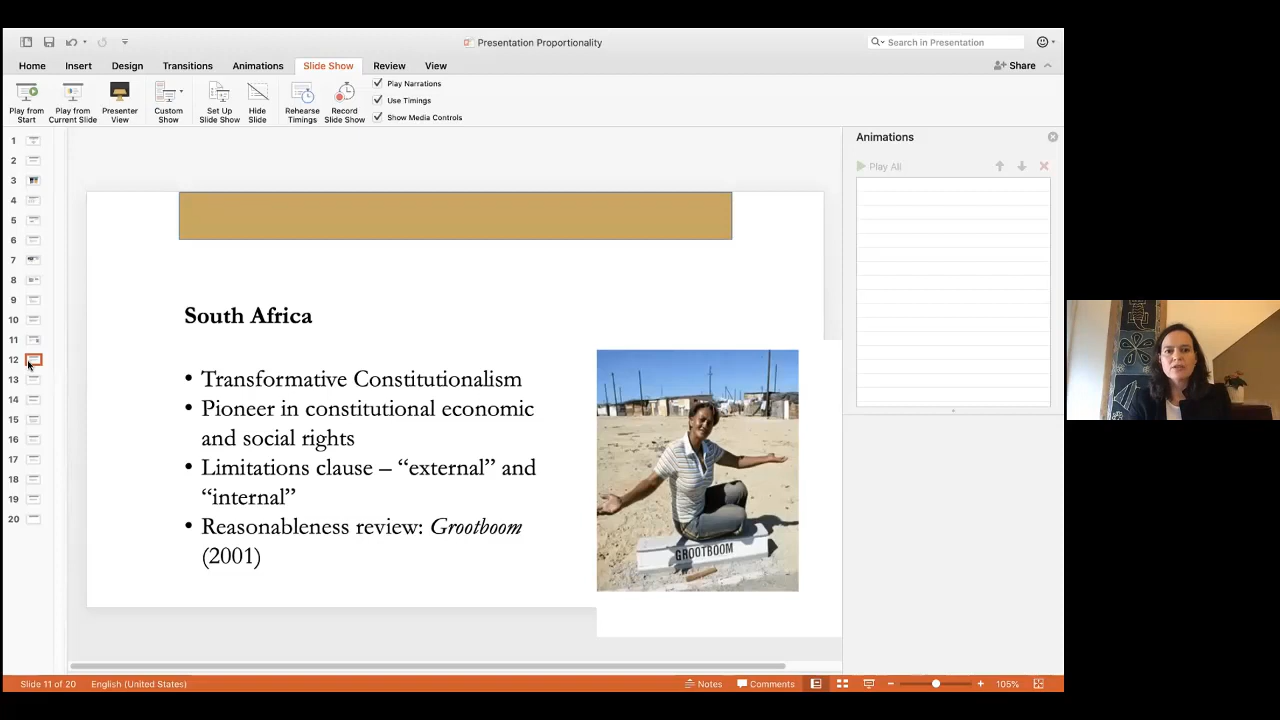 Presentation Proportionality
Search in Presentation
Home Insert Design Transitions Animations Slide Show Review View
Share
Play from Start
Play from Current Slide
Presenter View
Custom Show
Set Up Slide Show
Hide Slide
Rehearse Timings
Record Slide Show
Play Narrations
Use Timings
Show Media Controls
1
2
3
4
5
6
7
8
9
10
11
12
13
14
15
16
17
18
19
20
South Africa
• Transformative Constitutionalism
• Pioneer in constitutional economic
and social rights
• Limitations clause – “external” and
“internal”
• Reasonableness review: Grootboom
(2001)
GROOTBOOM
Animations
Play All
Slide 11 of 20 English (United States)
Notes Comments 105%